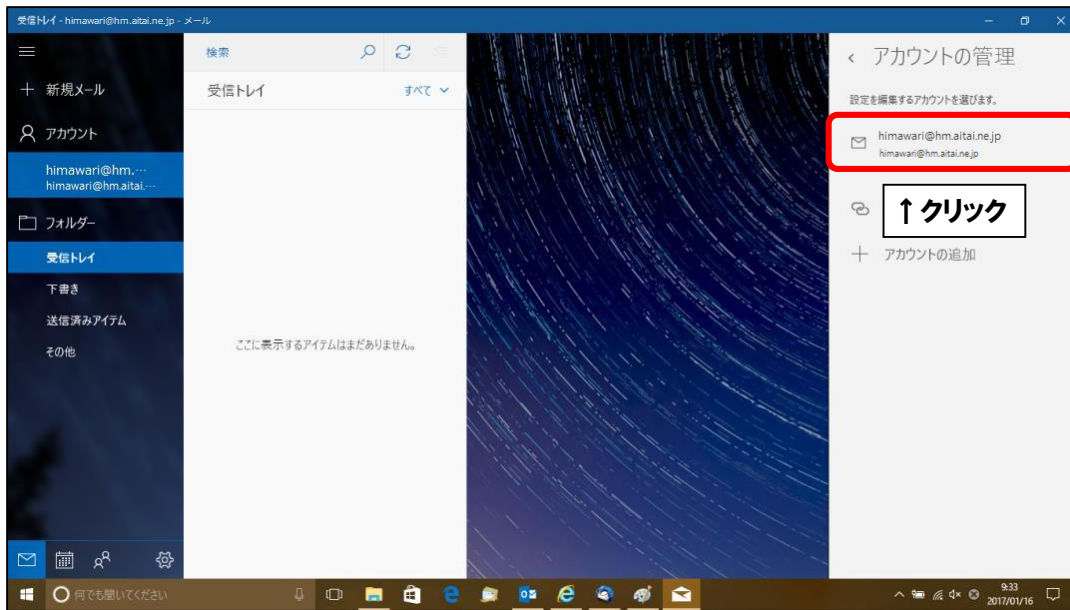 受信トレイ - himawari@hm.aitai.ne.jp - メール
検索
新規メール
受信トレイ
すべて
アカウント
himawari@hm.…
himawari@hm.aitai.…
フォルダー
受信トレイ
下書き
送信済みアイテム
その他
ここに表示するアイテムはまだありません。
アカウントの管理
設定を編集するアカウントを選びます。
himawari@hm.aitai.ne.jp
himawari@hm.aitai.ne.jp
↑クリック
アカウントの追加
何でも聞いてください
9:33
2017/01/16